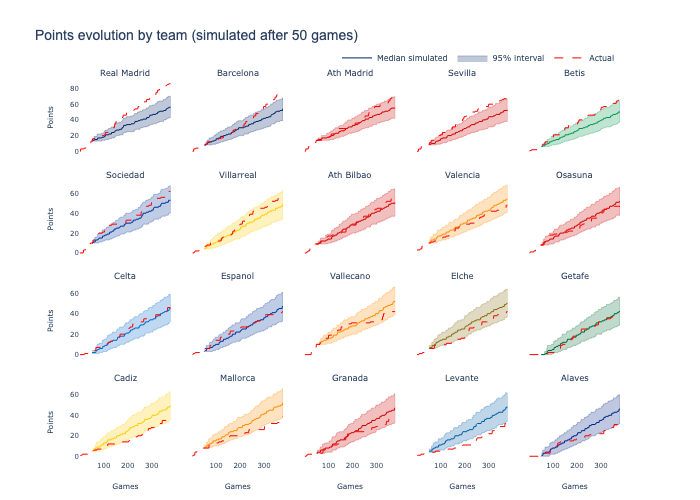 Points evolution by team (simulated after 50 games)
Median simulated 95% interval Actual
Real Madrid Barcelona Ath Madrid Sevilla Betis
80
60
40
20
0
Points
Sociedad Villarreal Ath Bilbao Valencia Osasuna
60
40
20
0
Points
Celta Espanol Vallecano Elche Getafe
60
40
20
0
Points
Cadiz Mallorca Granada Levante Alaves
60
40
20
0
Points
100 200 300 100 200 300 100 200 300 100 200 300 100 200 300
Games Games Games Games Games